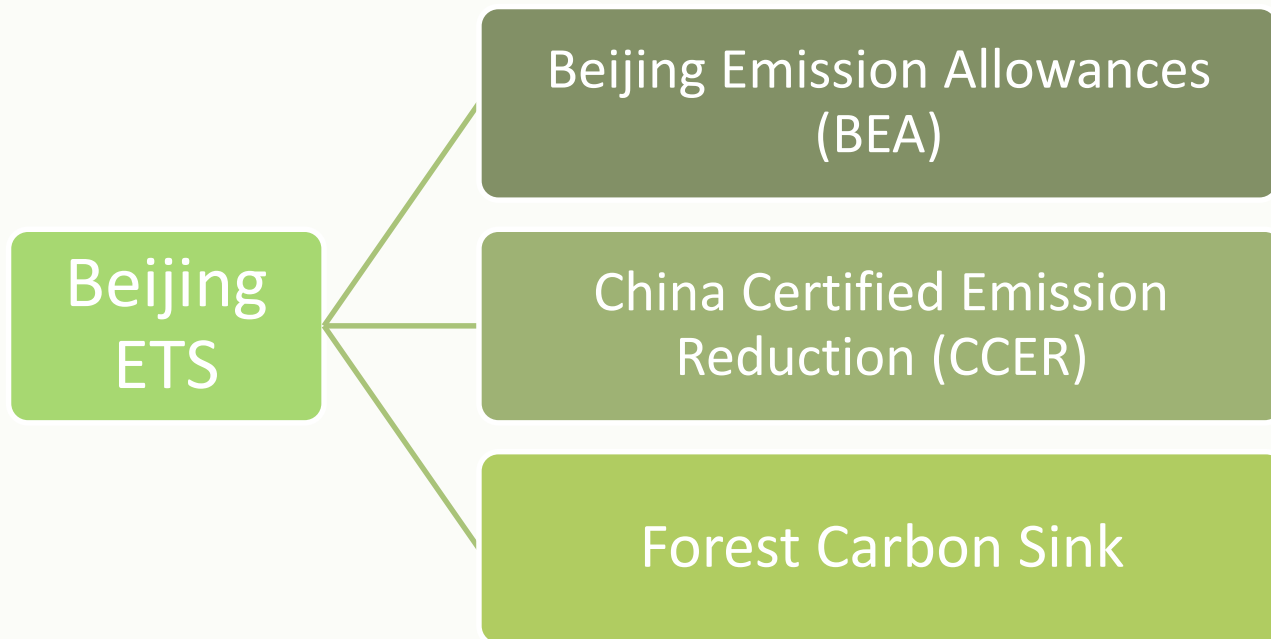 Beijing
ETS
Beijing Emission Allowances
(BEA)
China Certified Emission
Reduction (CCER)
Forest Carbon Sink